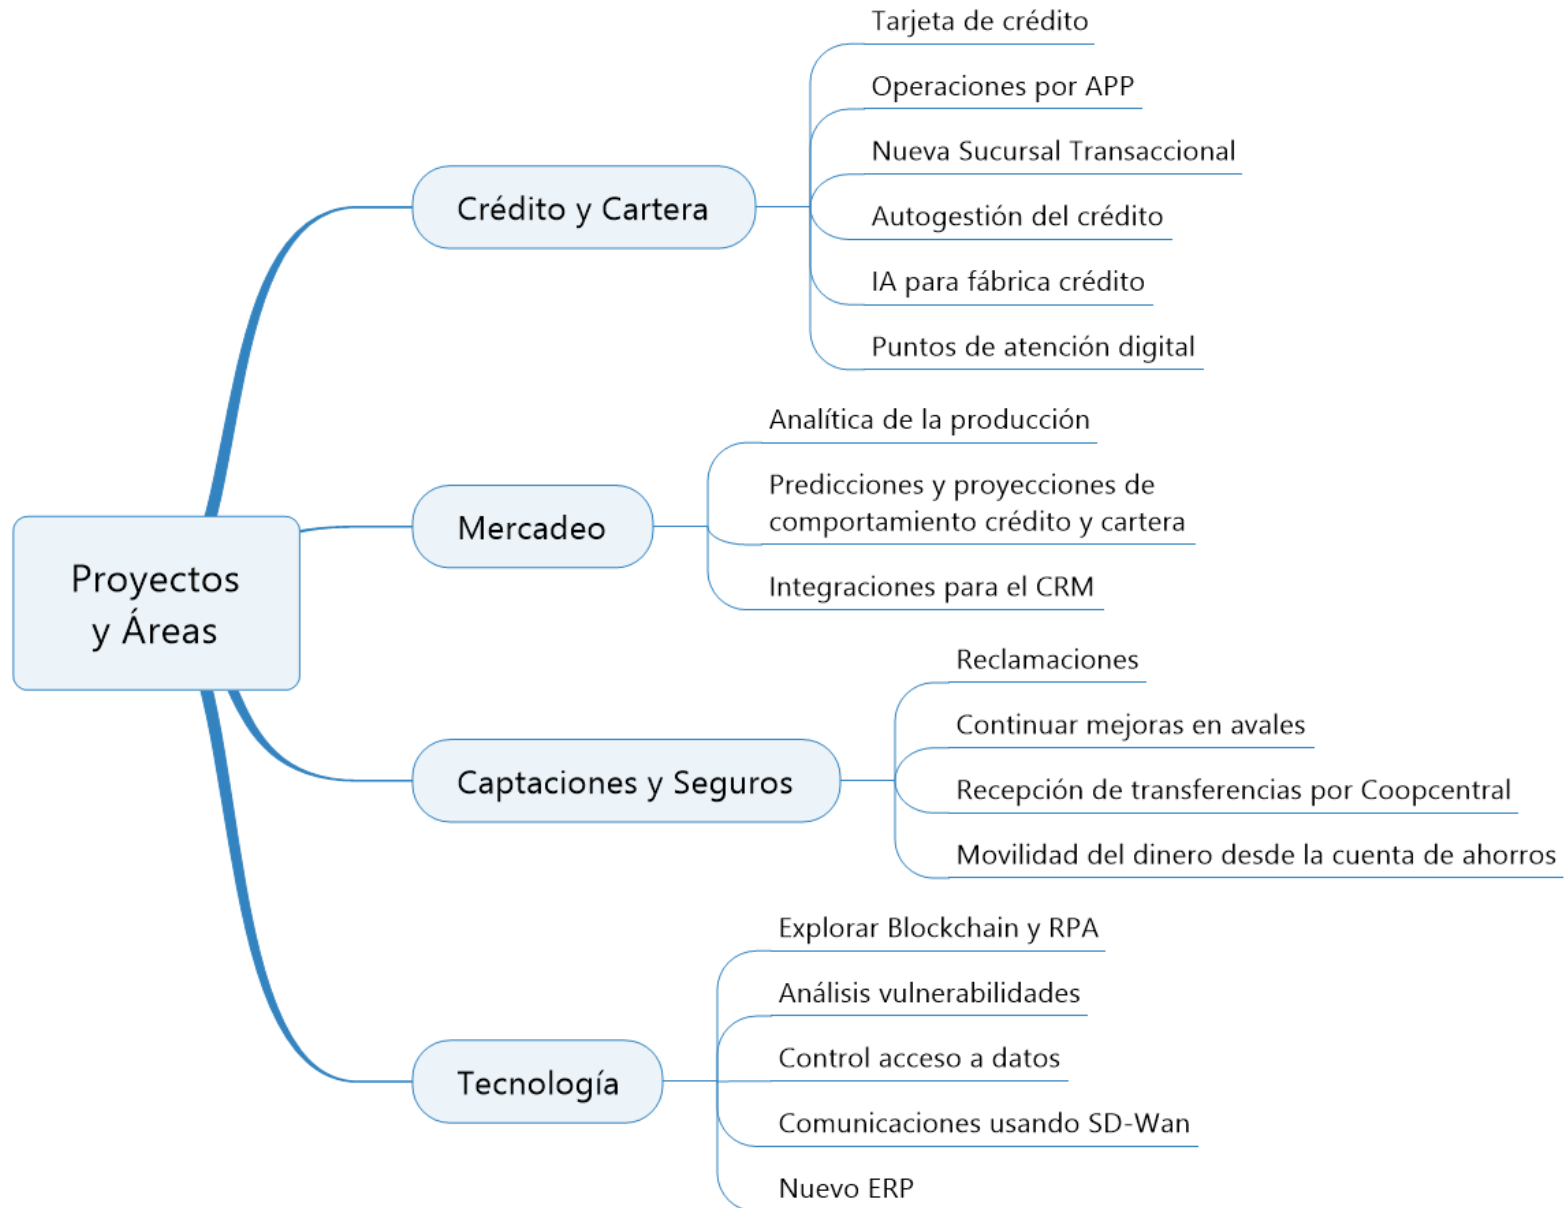 Proyectos
y Áreas
Crédito y Cartera
Tarjeta de crédito
Operaciones por APP
Nueva Sucursal Transaccional
Autogestión del crédito
IA para fábrica crédito
Puntos de atención digital
Mercadeo
Analítica de la producción
Predicciones y proyecciones de
comportamiento crédito y cartera
Integraciones para el CRM
Captaciones y Seguros
Reclamaciones
Continuar mejoras en avales
Recepción de transferencias por Coopcentral
Movilidad del dinero desde la cuenta de ahorros
Tecnología
Explorar Blockchain y RPA
Análisis vulnerabilidades
Control acceso a datos
Comunicaciones usando SD-Wan
Nuevo ERP